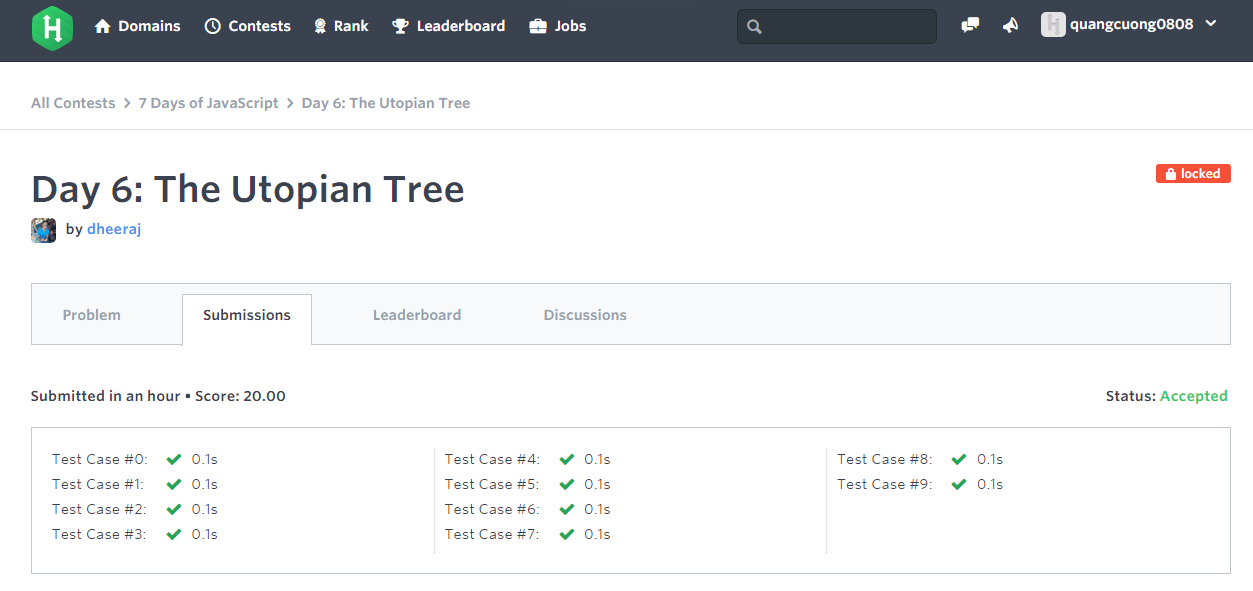 Domains Contests Rank Leaderboard Jobs quangcuong0808
All Contests > 7 Days of JavaScript > Day 6: The Utopian Tree
Day 6: The Utopian Tree
locked
by dheeraj
Problem Submissions Leaderboard Discussions
Submitted in an hour • Score: 20.00
Status: Accepted
Test Case #0: ✔ 0.1s
Test Case #1: ✔ 0.1s
Test Case #2: ✔ 0.1s
Test Case #3: ✔ 0.1s
Test Case #4: ✔ 0.1s
Test Case #5: ✔ 0.1s
Test Case #6: ✔ 0.1s
Test Case #7: ✔ 0.1s
Test Case #8: ✔ 0.1s
Test Case #9: ✔ 0.1s